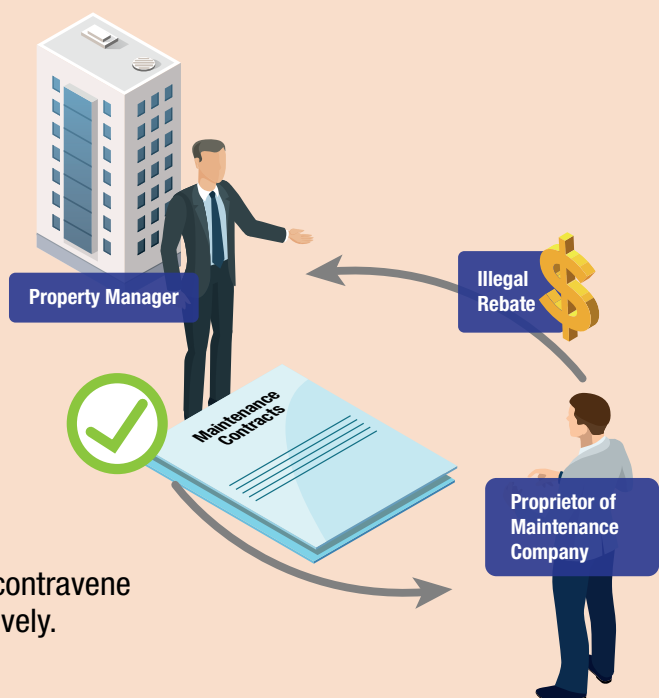 Property Manager
Illegal
Rebate
$
Maintenance
Contracts
Proprietor of
Maintenance
Company
contravene
vely.